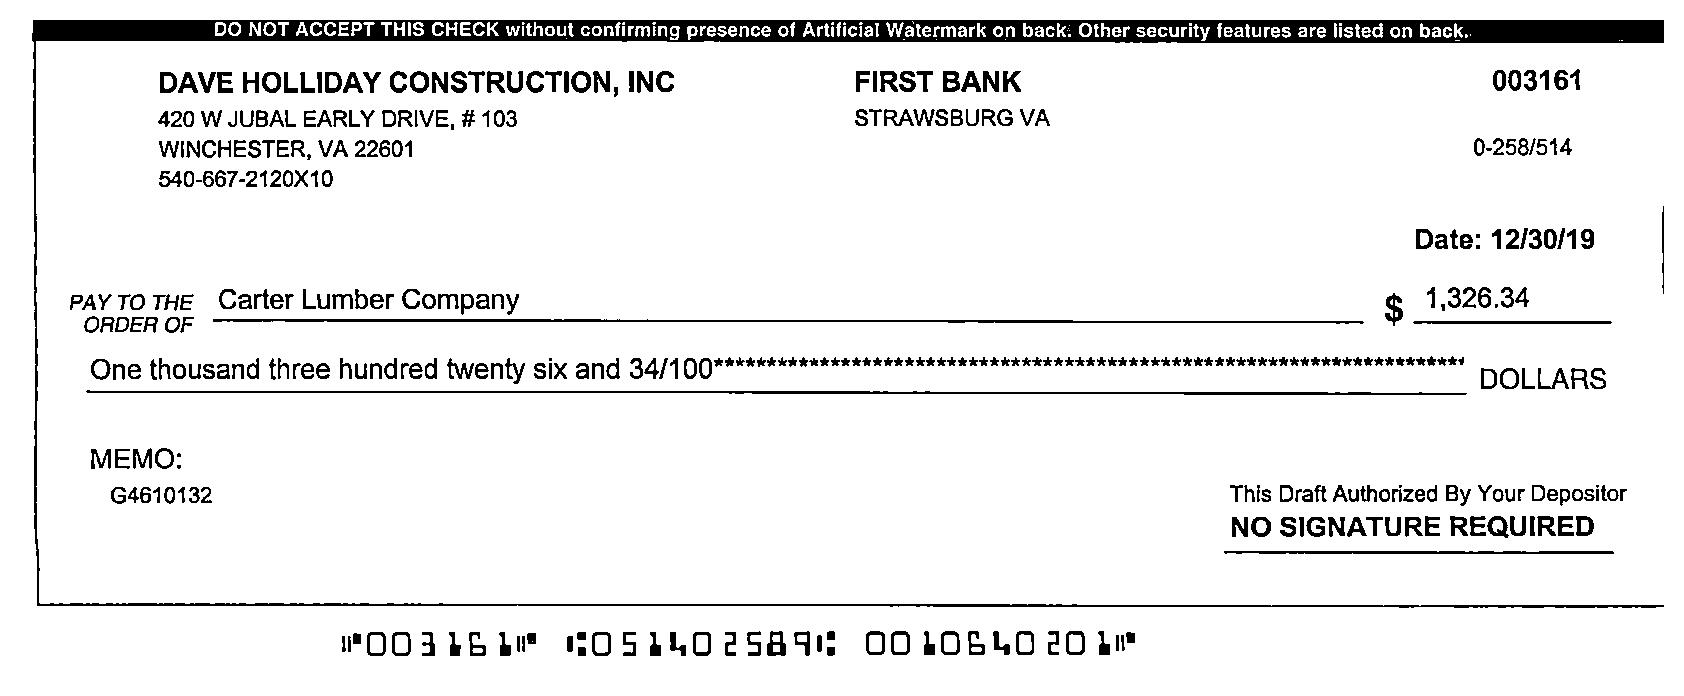 DO NOT ACCEPT THIS CHECK without confirming presence of Artificial Watermark on back. Other security features are listed on back.
DAVE HOLLIDAY CONSTRUCTION, INC
420 W JUBAL EARLY DRIVE, # 103
WINCHESTER, VA 22601
540-667-2120X10
FIRST BANK
STRAWSBURG VA
003161
0-258/514
Date: 12/30/19
PAY TO THE ORDER OF Carter Lumber Company $ 1,326.34
One thousand three hundred twenty six and 34/100************************************************************************ DOLLARS
MEMO:
G4610132
This Draft Authorized By Your Depositor
NO SIGNATURE REQUIRED
⑈003161⑈ ⑆051402589⑆ 0010640201⑈